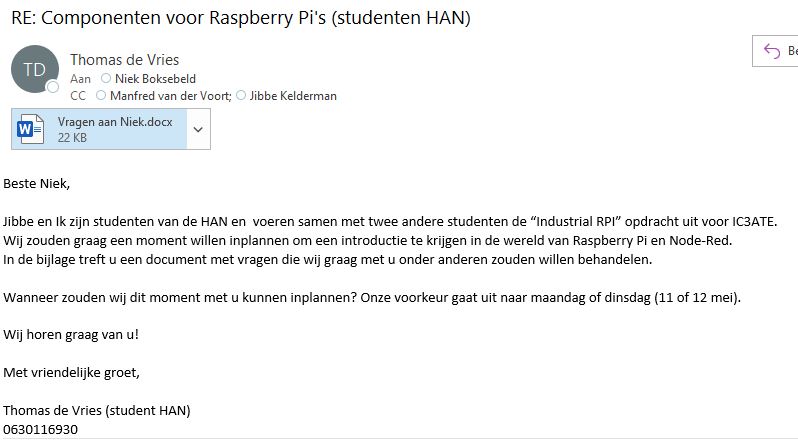 RE: Componenten voor Raspberry Pi's (studenten HAN)
TD
Thomas de Vries
Aan Niek Boksebeld
CC Manfred van der Voort; Jibbe Kelderman
Vragen aan Niek.docx
22 KB
Beste Niek,
Jibbe en Ik zijn studenten van de HAN en  voeren samen met twee andere studenten de “Industrial RPI” opdracht uit voor IC3ATE.
Wij zouden graag een moment willen inplannen om een introductie te krijgen in de wereld van Raspberry Pi en Node-Red.
In de bijlage treft u een document met vragen die wij graag met u onder anderen zouden willen behandelen.
Wanneer zouden wij dit moment met u kunnen inplannen? Onze voorkeur gaat uit naar maandag of dinsdag (11 of 12 mei).
Wij horen graag van u!
Met vriendelijke groet,
Thomas de Vries (student HAN)
0630116930